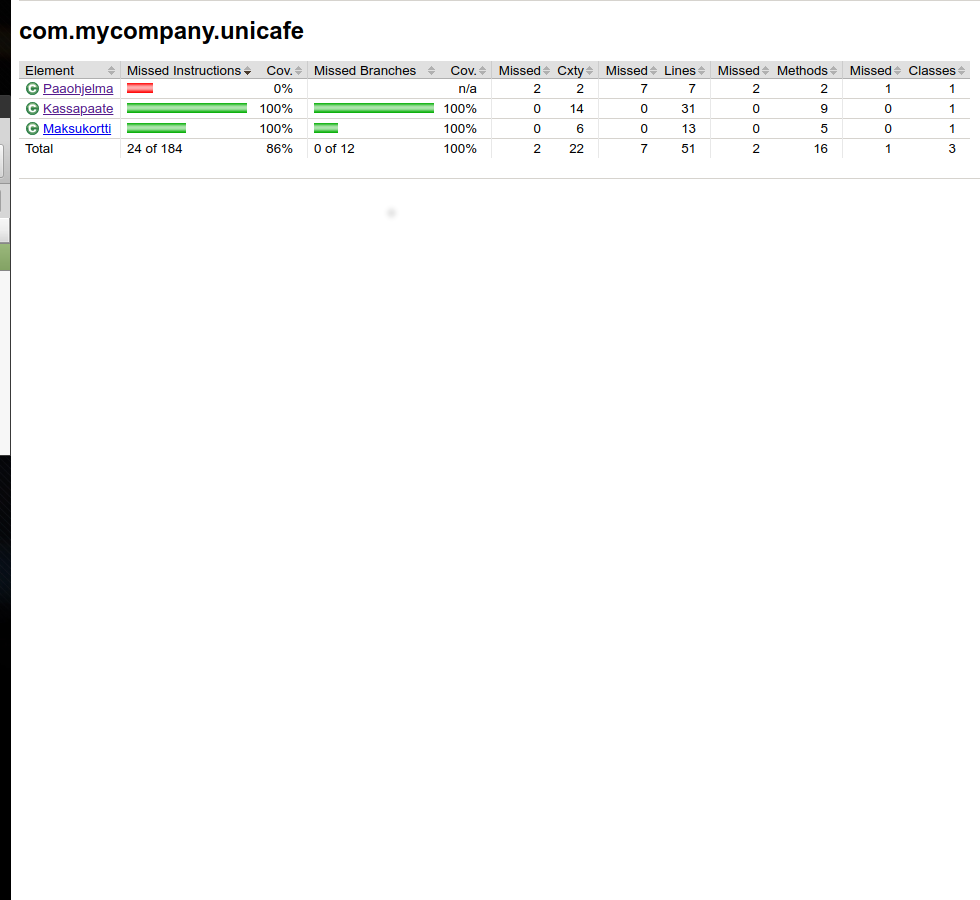 com.mycompany.unicafe
Element Missed Instructions Cov. Missed Branches Cov. Missed Cxty Missed Lines Missed Methods Missed Classes
C Paaohjelma 0% n/a 2 2 7 7 2 2 1 1
C Kassapaate 100% 100% 0 14 0 31 0 9 0 1
C Maksukortti 100% 100% 0 6 0 13 0 5 0 1
Total 24 of 184 86% 0 of 12 100% 2 22 7 51 2 16 1 3